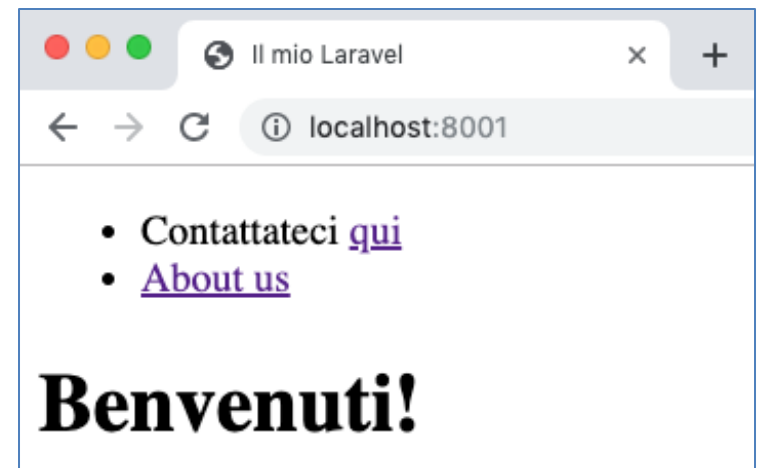 Il mio Laravel
localhost:8001
Contattateci qui
About us
Benvenuti!